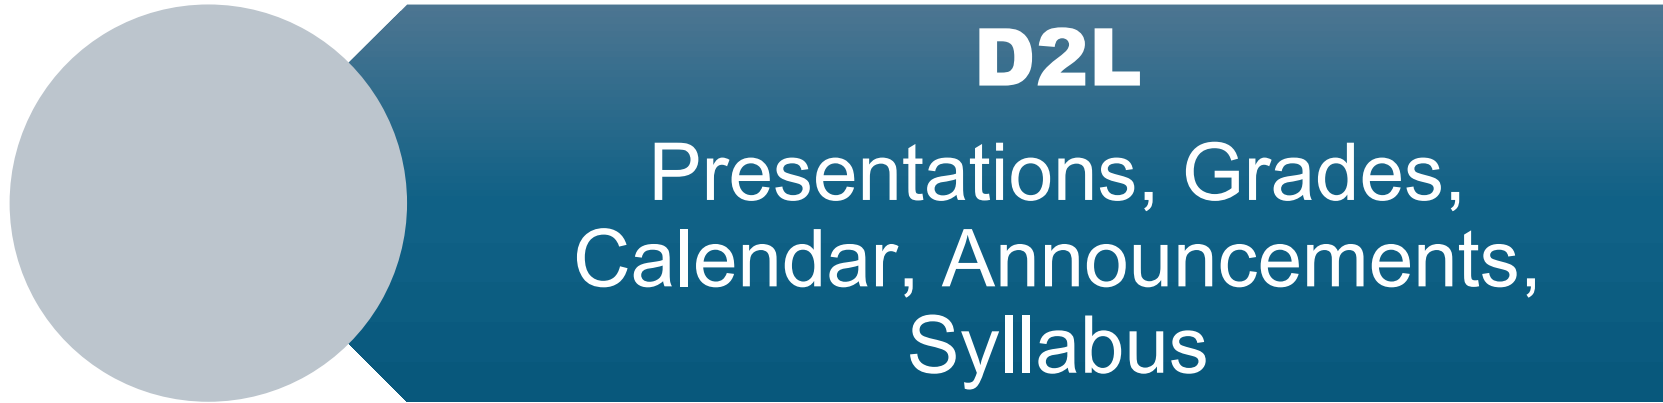 D2L
Presentations, Grades,
Calendar, Announcements,
Syllabus